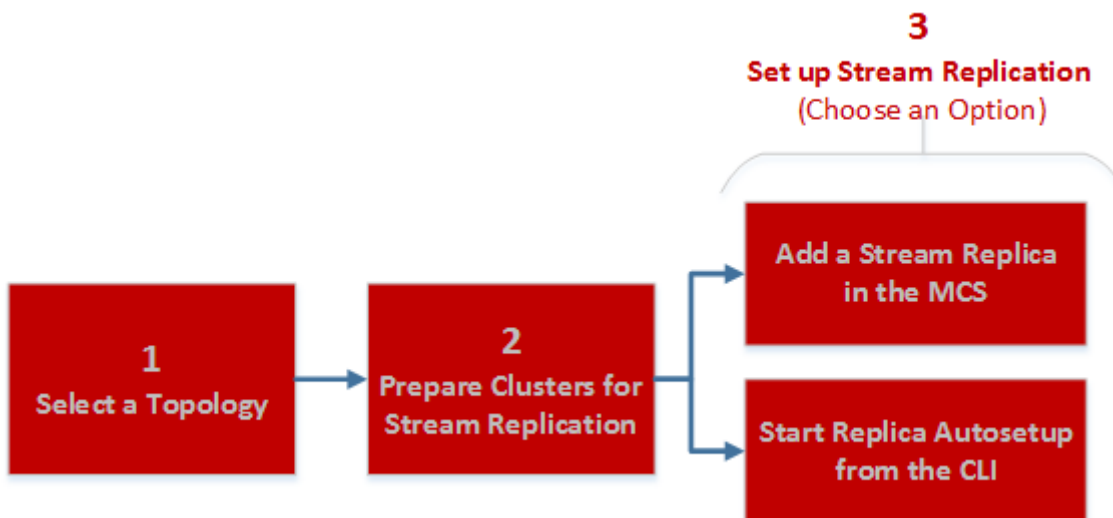 3
Set up Stream Replication
(Choose an Option)
Add a Stream Replica
in the MCS
1
Select a Topology
2
Prepare Clusters for
Stream Replication
Start Replica Autosetup
from the CLI